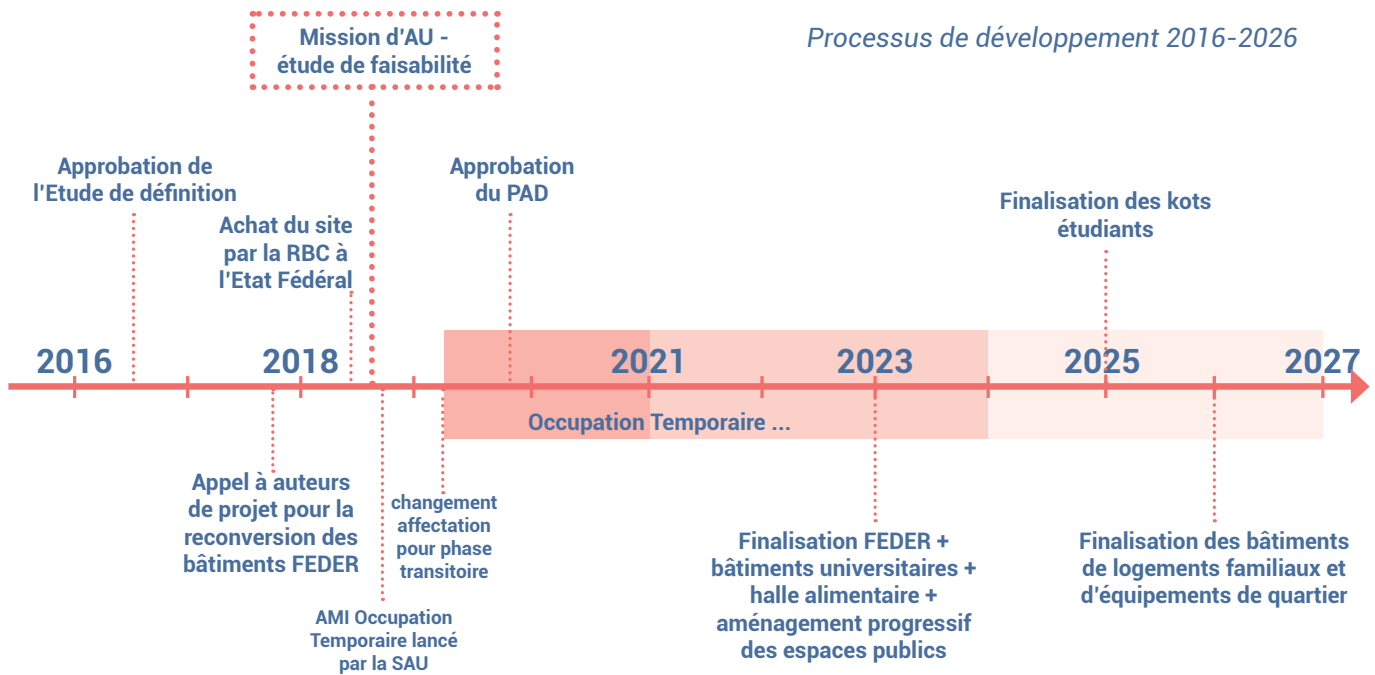 Processus de développement 2016-2026
Mission d'AU -
étude de faisabilité
Approbation de
l'Etude de définition
Achat du site
par la RBC à
l'Etat Fédéral
Approbation
du PAD
Finalisation des kots
étudiants
2016
2018
2021
2023
2025
2027
Occupation Temporaire ...
Appel à auteurs
de projet pour la
reconversion des
bâtiments FEDER
AMI Occupation
Temporaire lancé
par la SAU
changement
affectation
pour phase
transitoire
Finalisation FEDER +
bâtiments universitaires +
halle alimentaire +
aménagement progressif
des espaces publics
Finalisation des bâtiments
de logements familiaux et
d'équipements de quartier